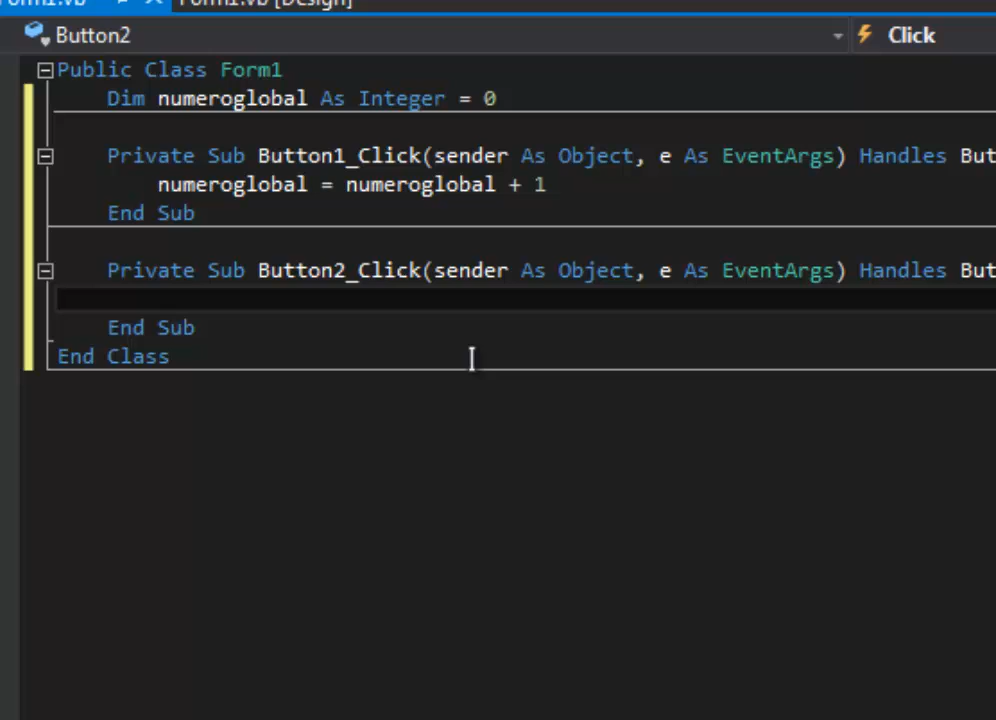 Form1.vb Form1.vb [Design]
Button2 Click
Public Class Form1
Dim numeroglobal As Integer = 0
Private Sub Button1_Click(sender As Object, e As EventArgs) Handles But
numeroglobal = numeroglobal + 1
End Sub
Private Sub Button2_Click(sender As Object, e As EventArgs) Handles But
End Sub
End Class